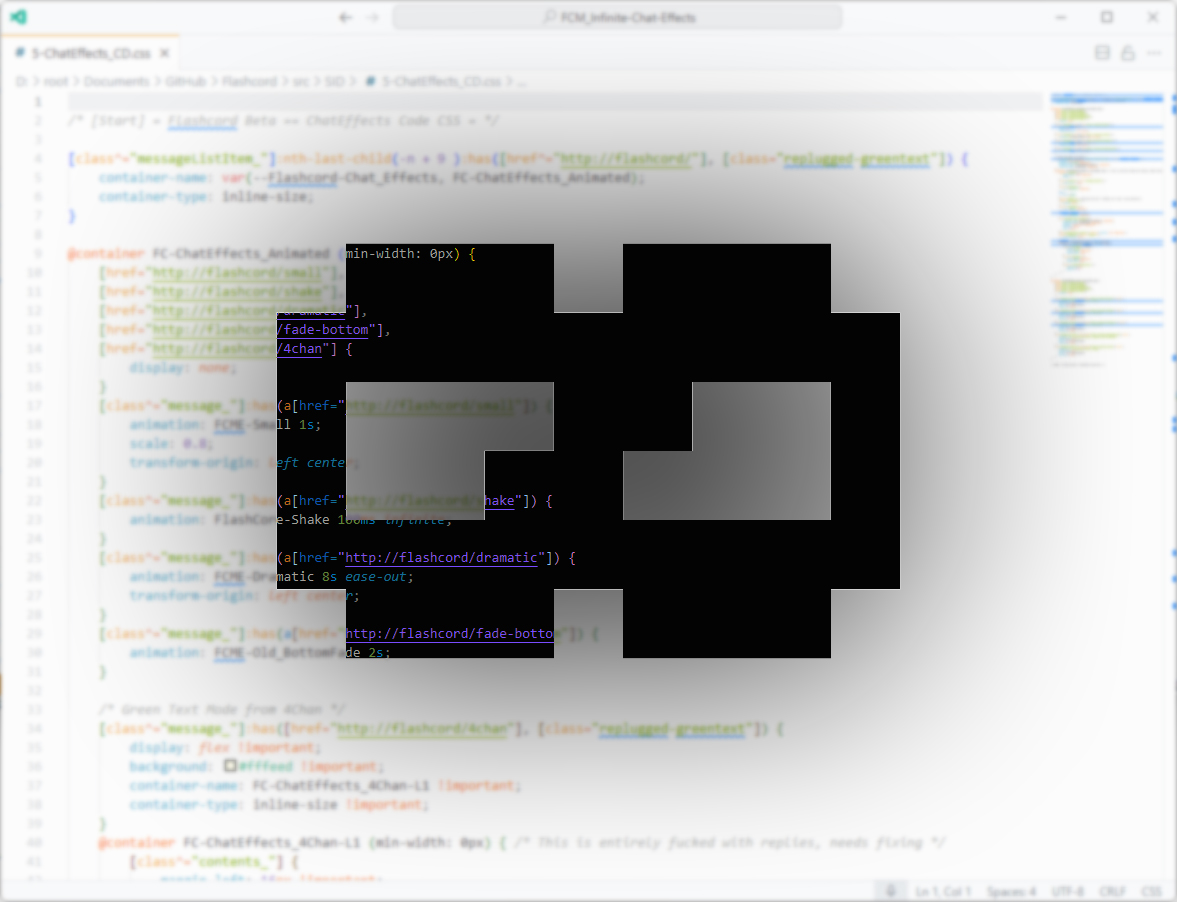 FCM_Infinite-Chat-Effects
5-ChatEffects_CD.css
D: > root > Documents > GitHub > Flashcord > src > SID > # 5-ChatEffects_CD.css > ...
1
2 /* [Start] = Flashcord Beta == ChatEffects Code CSS = */
3
4 [class^="messageListItem_"]:nth-last-child(-n + 9 ):has([href^="http://flashcord/"], [class="replugged-greentext"]) {
5 container-name: var(--Flashcord-Chat_Effects, FC-ChatEffects_Animated);
6 container-type: inline-size;
7 }
8
9 @container FC-ChatEffects_Animated (min-width: 0px) {
10 [href="http://flashcord/small"],
11 [href="http://flashcord/shake"],
12 [href="http://flashcord/dramatic"],
13 [href="http://flashcord/fade-bottom"],
14 [href="http://flashcord/4chan"] {
15 display: none;
16 }
17 [class^="message_"]:has(a[href="http://flashcord/small"]) {
18 animation: FCME-Small 1s;
19 scale: 0.8;
20 transform-origin: left center;
21 }
22 [class^="message_"]:has(a[href="http://flashcord/shake"]) {
23 animation: FlashCore-Shake 100ms infinite;
24 }
25 [class^="message_"]:has(a[href="http://flashcord/dramatic"]) {
26 animation: FCME-Dramatic 8s ease-out;
27 transform-origin: left center;
28 }
29 [class^="message_"]:has(a[href="http://flashcord/fade-bottom"]) {
30 animation: FCME-Old_BottomFade 2s;
31 }
32
33 /* Green Text Mode from 4Chan */
34 [class^="message_"]:has([href="http://flashcord/4chan"], [class="replugged-greentext"]) {
35 display: flex !important;
36 background: #fffeed !important;
37 container-name: FC-ChatEffects_4Chan-L1 !important;
38 container-type: inline-size !important;
39 }
40 @container FC-ChatEffects_4Chan-L1 (min-width: 0px) { /* This is entirely fucked with replies, needs fixing */
41 [class^="contents_"] {
Ln 1, Col 1 Spaces: 4 UTF-8 CRLF CSS